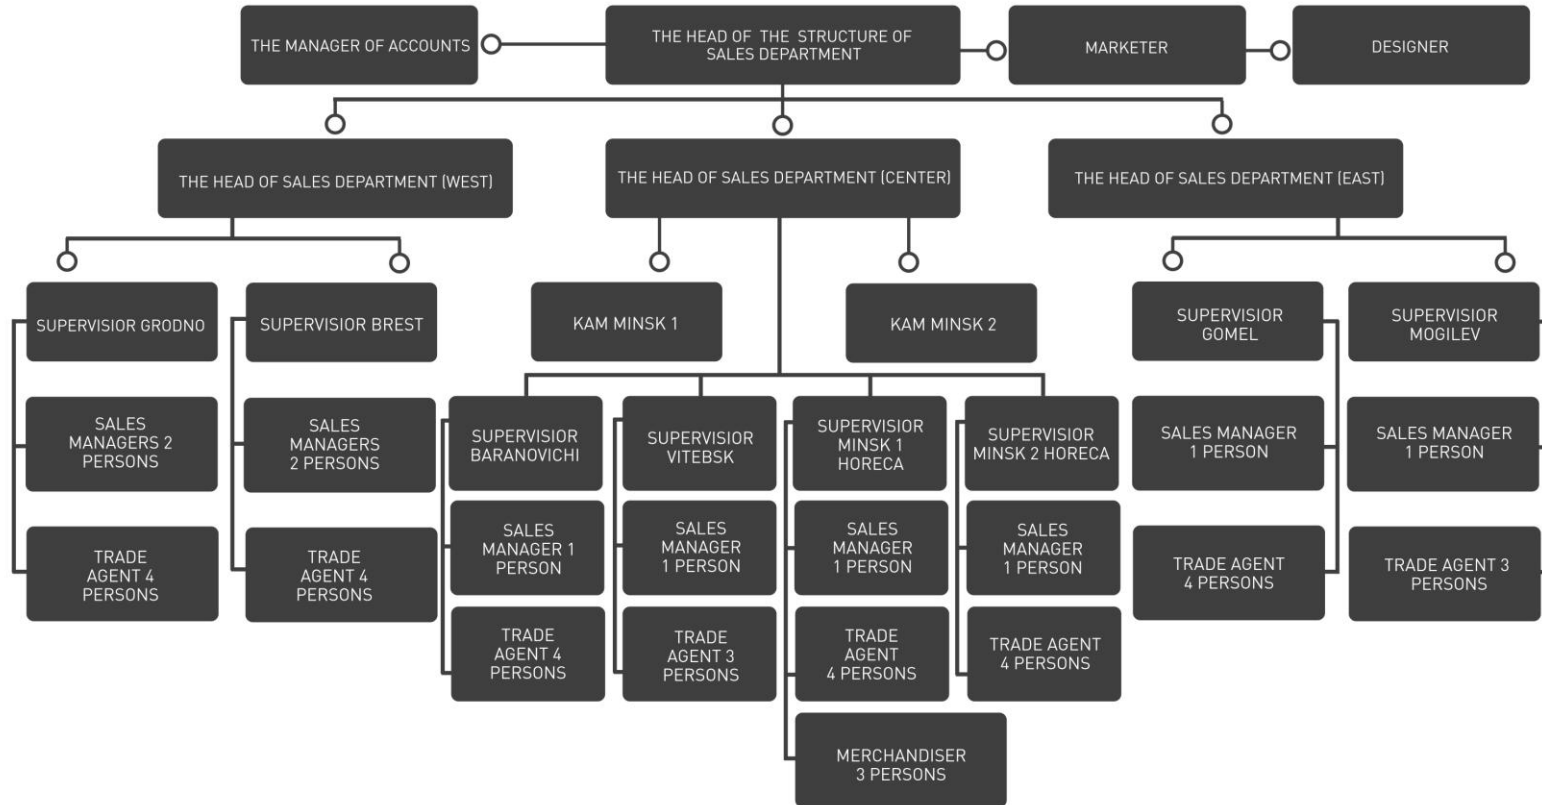 THE MANAGER OF ACCOUNTS
THE HEAD OF THE STRUCTURE OF
SALES DEPARTMENT
MARKETER
DESIGNER
THE HEAD OF SALES DEPARTMENT (WEST)
THE HEAD OF SALES DEPARTMENT (CENTER)
THE HEAD OF SALES DEPARTMENT (EAST)
SUPERVISIOR GRODNO
SUPERVISIOR BREST
KAM MINSK 1
KAM MINSK 2
SUPERVISIOR
GOMEL
SUPERVISIOR
MOGILEV
SALES
MANAGERS 2
PERSONS
SALES
MANAGERS
2 PERSONS
SUPERVISIOR
BARANOVICHI
SUPERVISIOR
VITEBSK
SUPERVISIOR
MINSK 1
HORECA
SUPERVISIOR
MINSK 2 HORECA
SALES MANAGER
1 PERSON
SALES MANAGER
1 PERSON
TRADE
AGENT 4
PERSONS
TRADE
AGENT 4
PERSONS
SALES
MANAGER 1
PERSON
SALES
MANAGER
1 PERSON
SALES
MANAGER
1 PERSON
SALES
MANAGER
1 PERSON
TRADE AGENT
4 PERSONS
TRADE AGENT 3
PERSONS
TRADE
AGENT 4
PERSONS
TRADE
AGENT 3
PERSONS
TRADE
AGENT
4 PERSONS
TRADE AGENT
4 PERSONS
MERCHANDISER
3 PERSONS